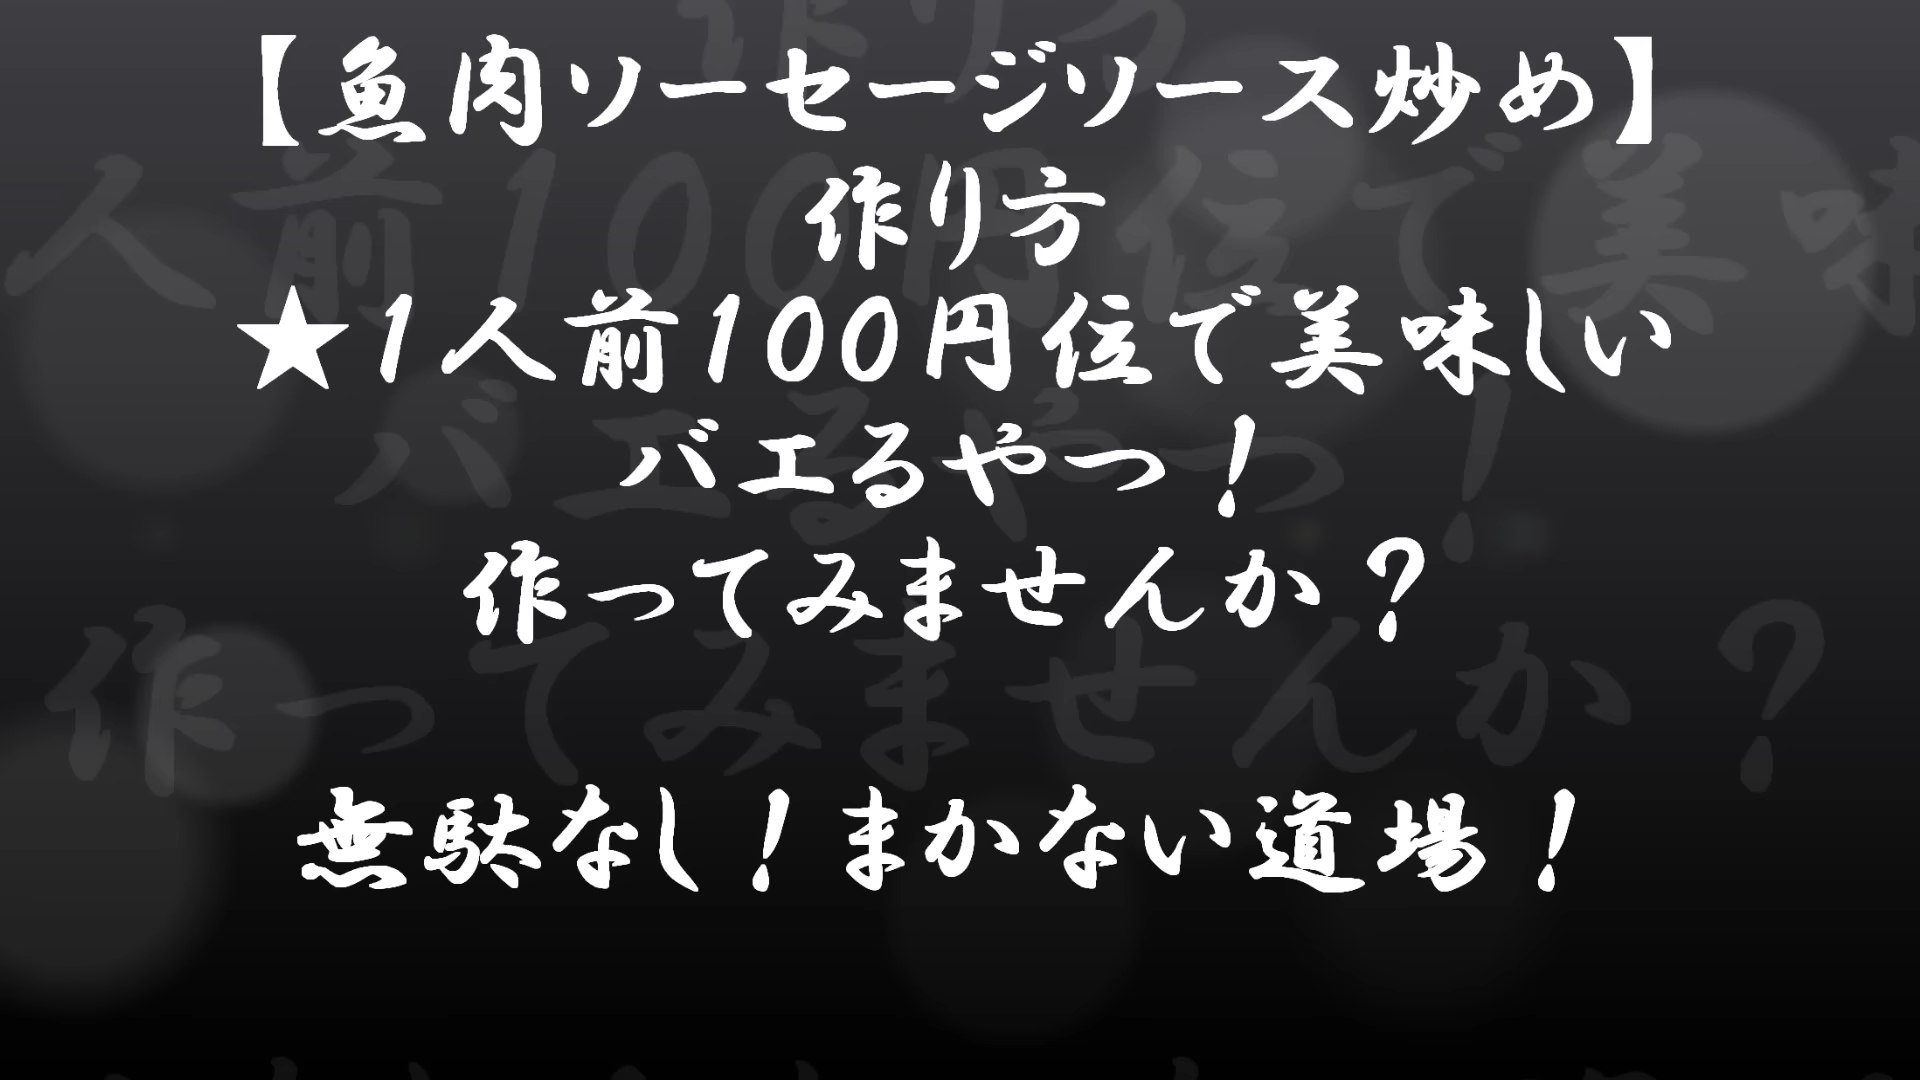 【魚肉ソーセージソース炒め】
作り方
★1人前100円位で美味しい
バエるやつ！
作ってみませんか？
無駄なし！まかない道場！